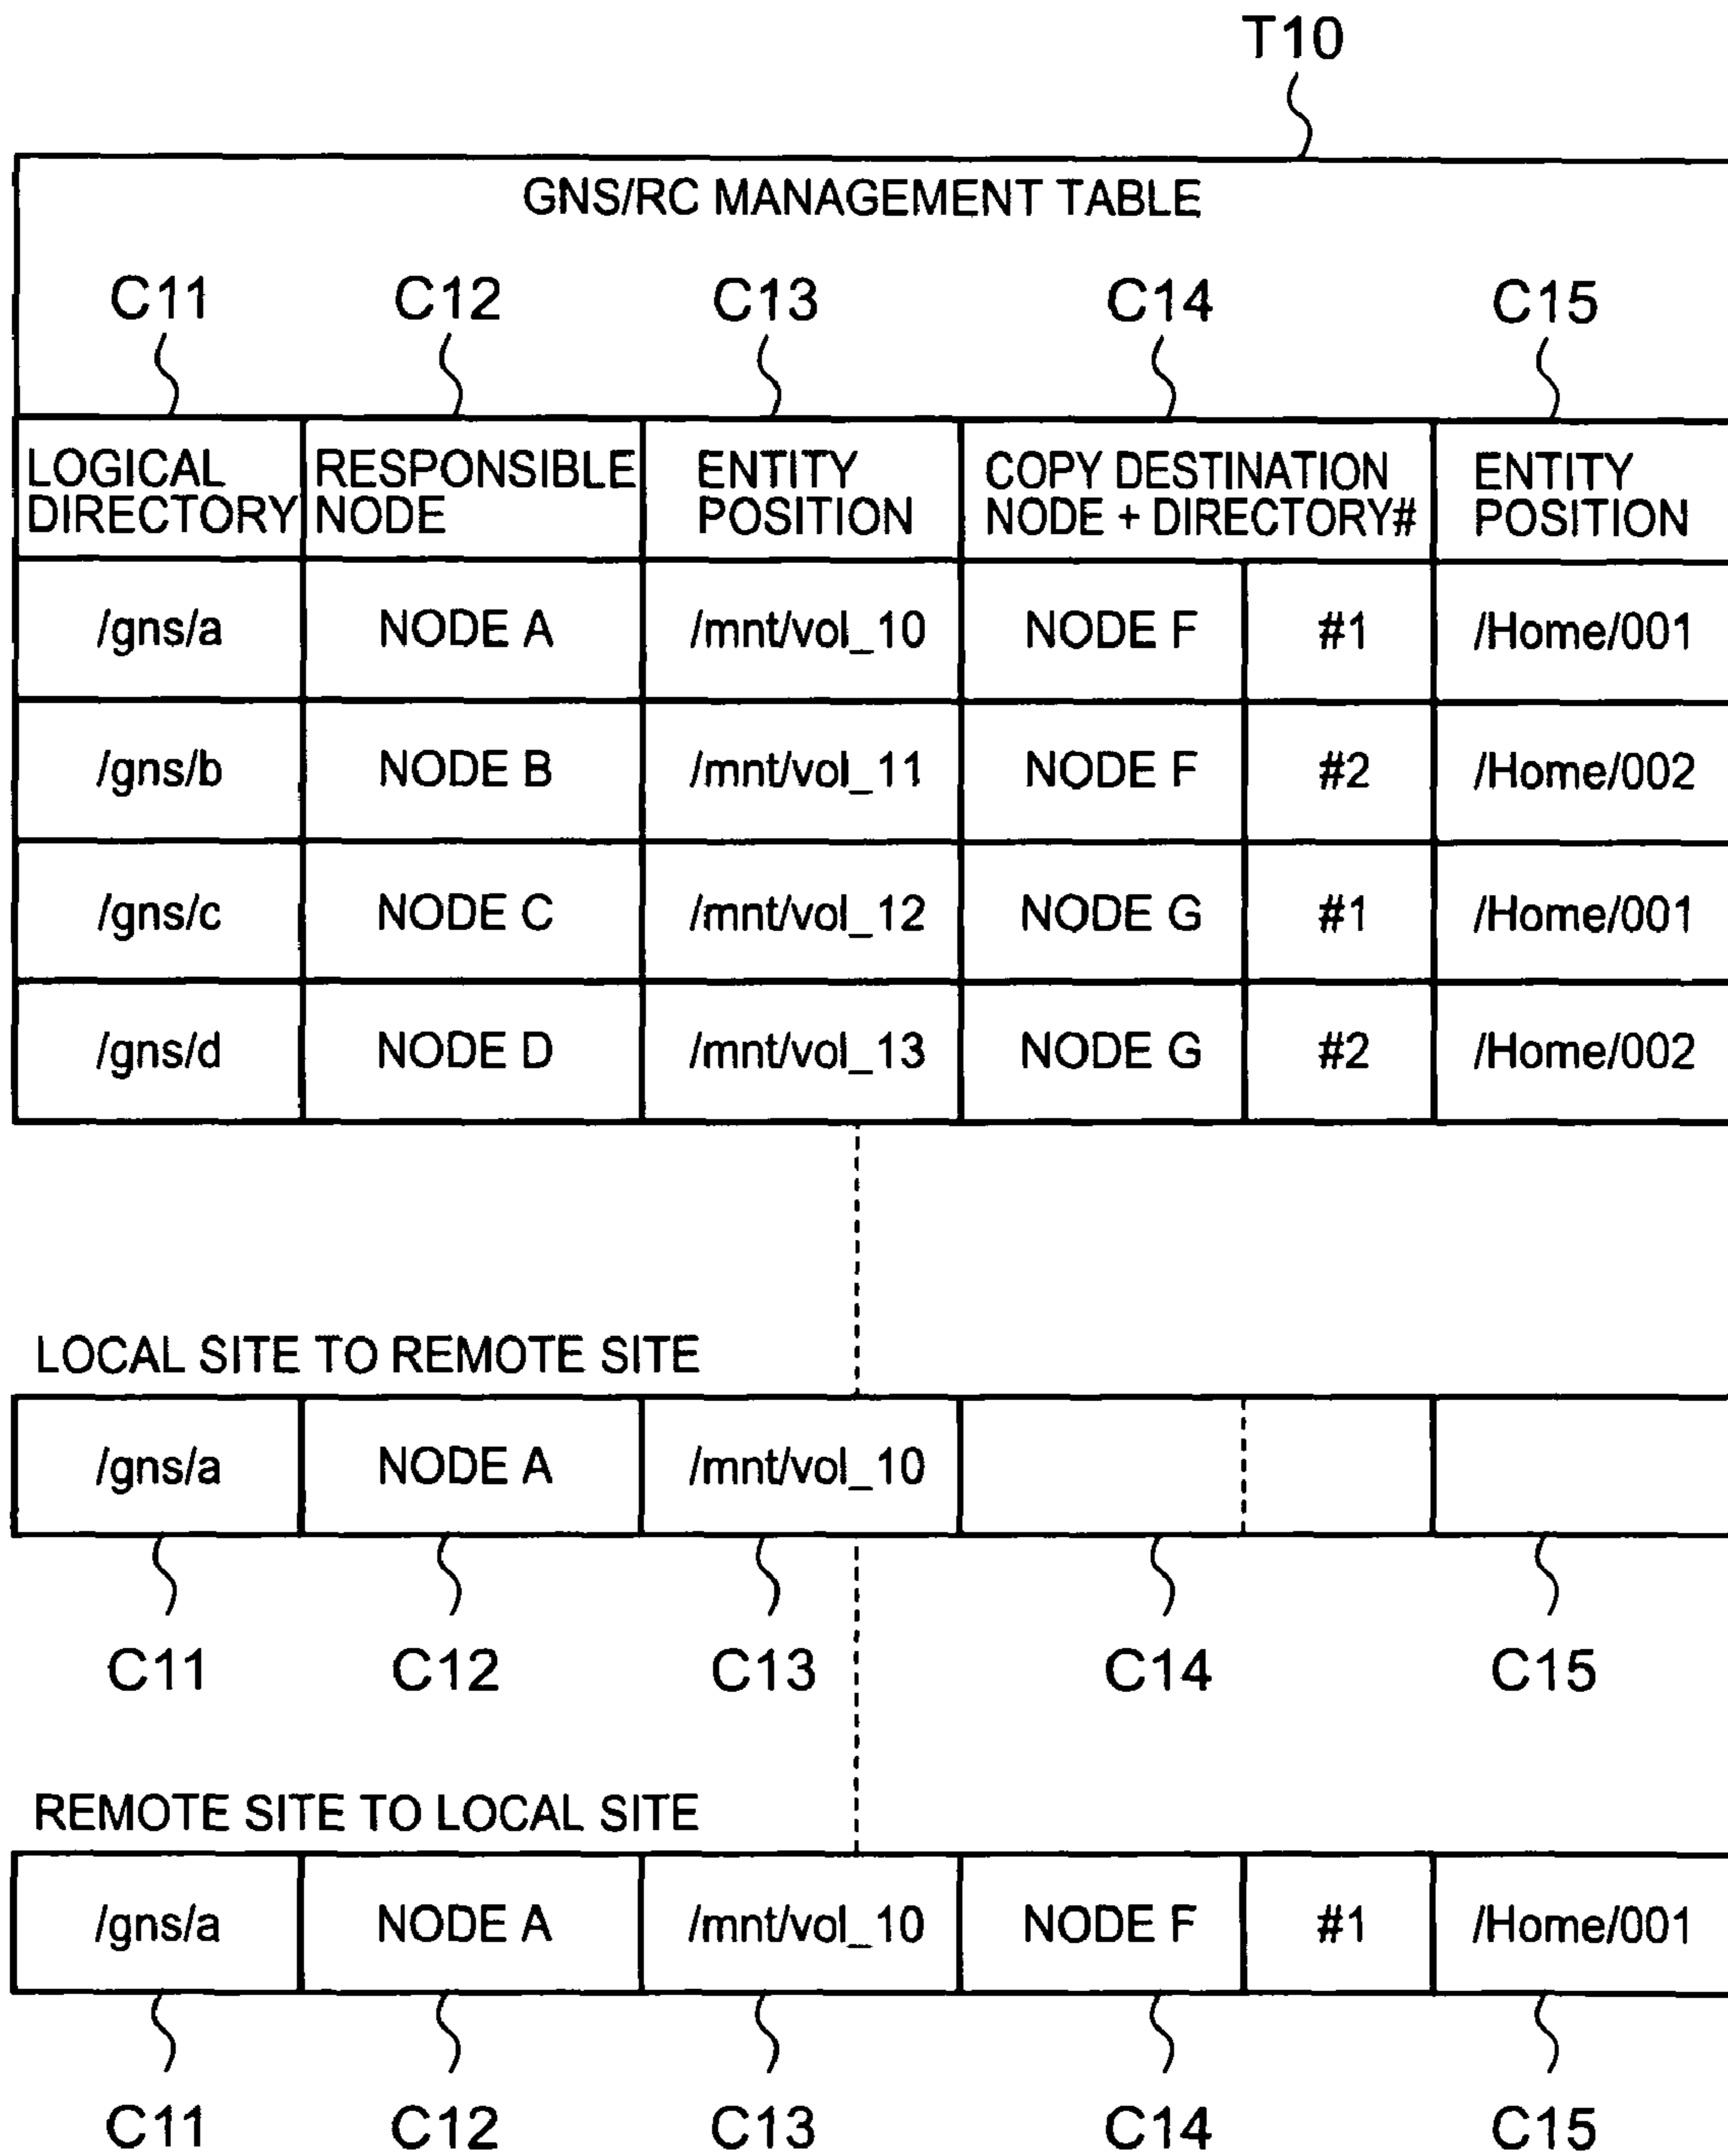 T10
GNS/RC MANAGEMENT TABLE
C11 C12 C13 C14 C15
LOGICAL DIRECTORY RESPONSIBLE NODE ENTITY POSITION COPY DESTINATION NODE + DIRECTORY# ENTITY POSITION
/gns/a NODE A /mnt/vol_10 NODE F #1 /Home/001
/gns/b NODE B /mnt/vol_11 NODE F #2 /Home/002
/gns/c NODE C /mnt/vol_12 NODE G #1 /Home/001
/gns/d NODE D /mnt/vol_13 NODE G #2 /Home/002
LOCAL SITE TO REMOTE SITE
/gns/a NODE A /mnt/vol_10
C11 C12 C13 C14 C15
REMOTE SITE TO LOCAL SITE
/gns/a NODE A /mnt/vol_10 NODE F #1 /Home/001
C11 C12 C13 C14 C15